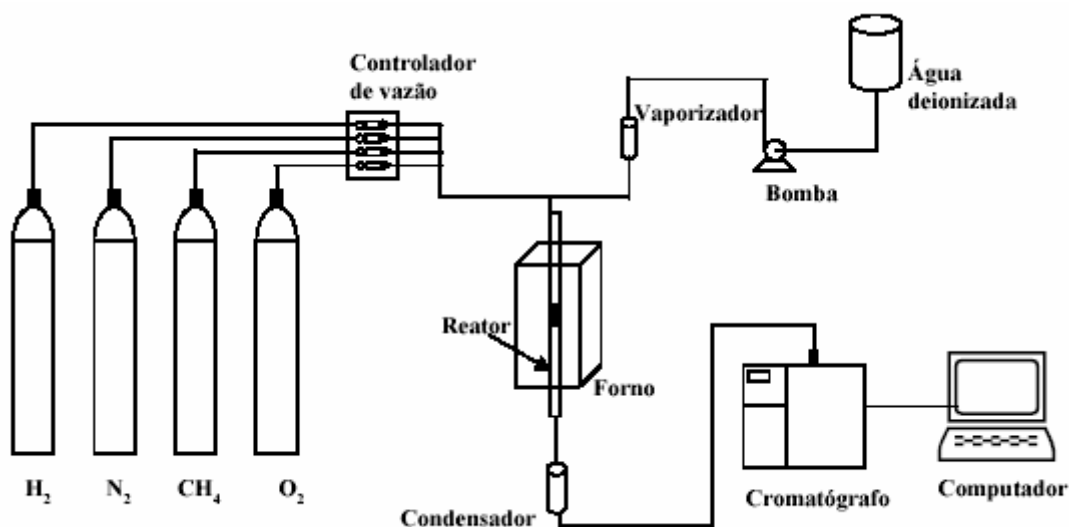 Controlador
de vazão
Vaporizador
Água
deionizada
Bomba
Reator
Forno
H₂
N₂
CH₄
O₂
Condensador
Cromatógrafo
Computador